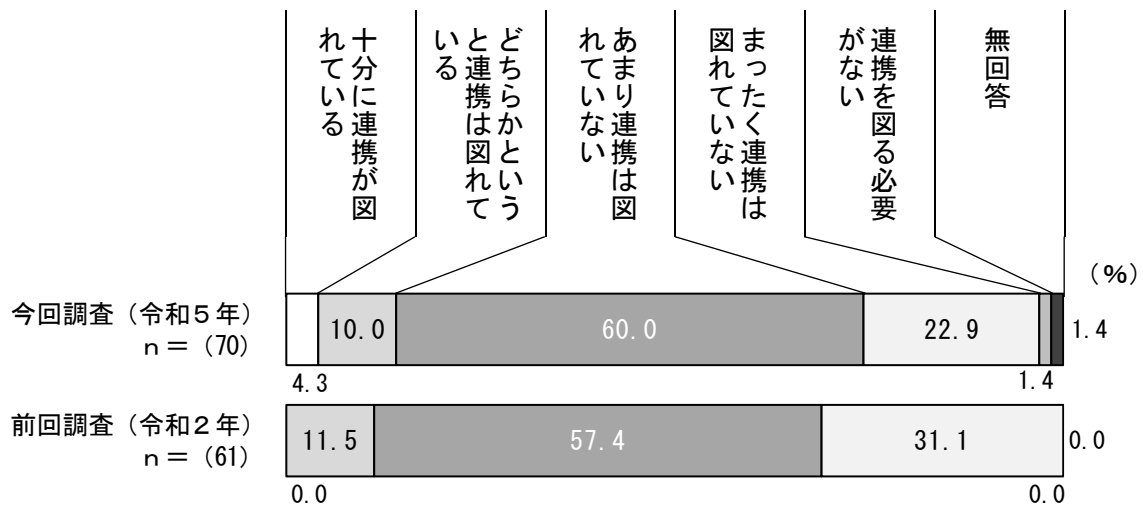 十分に連携が図
れている
どちらかという
と連携は図れて
いる
あまり連携は図
れていない
まったく連携は
図れていない
連携を図る必要
がない
無回答
（％）
今回調査（令和５年）
ｎ＝（70）
10.0
60.0
22.9
1.4
4.3
1.4
前回調査（令和２年）
ｎ＝（61）
11.5
57.4
31.1
0.0
0.0
0.0